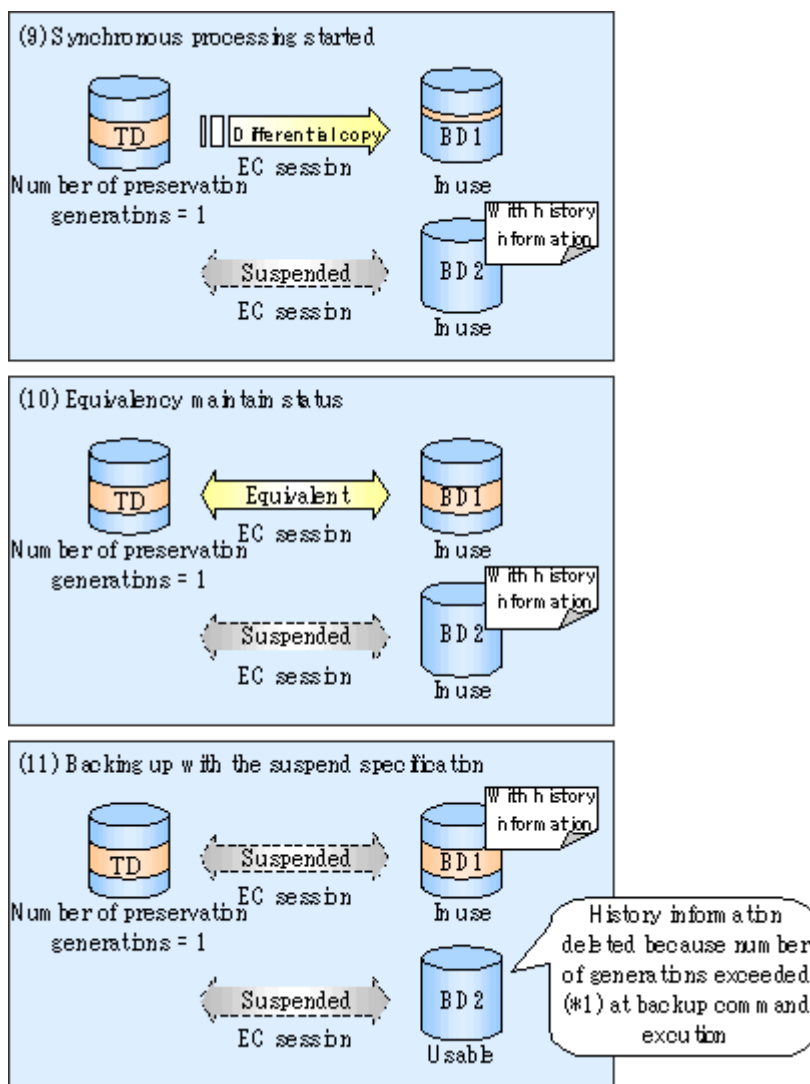 (9) Synchronous processing started
TD
Differential copy
BD1
EC session
Number of preservation
generations = 1
In use
With history
information
Suspended
BD2
EC session
In use
(10) Equivalency maintain status
TD
Equivalent
BD1
EC session
Number of preservation
generations = 1
In use
With history
information
Suspended
BD2
EC session
In use
(11) Backing up with the suspend specification
With history
information
TD
Suspended
BD1
EC session
Number of preservation
generations = 1
In use
Suspended
BD2
EC session
Usable
History information
deleted because number
of generations exceeded
(*1) at backup command
excution